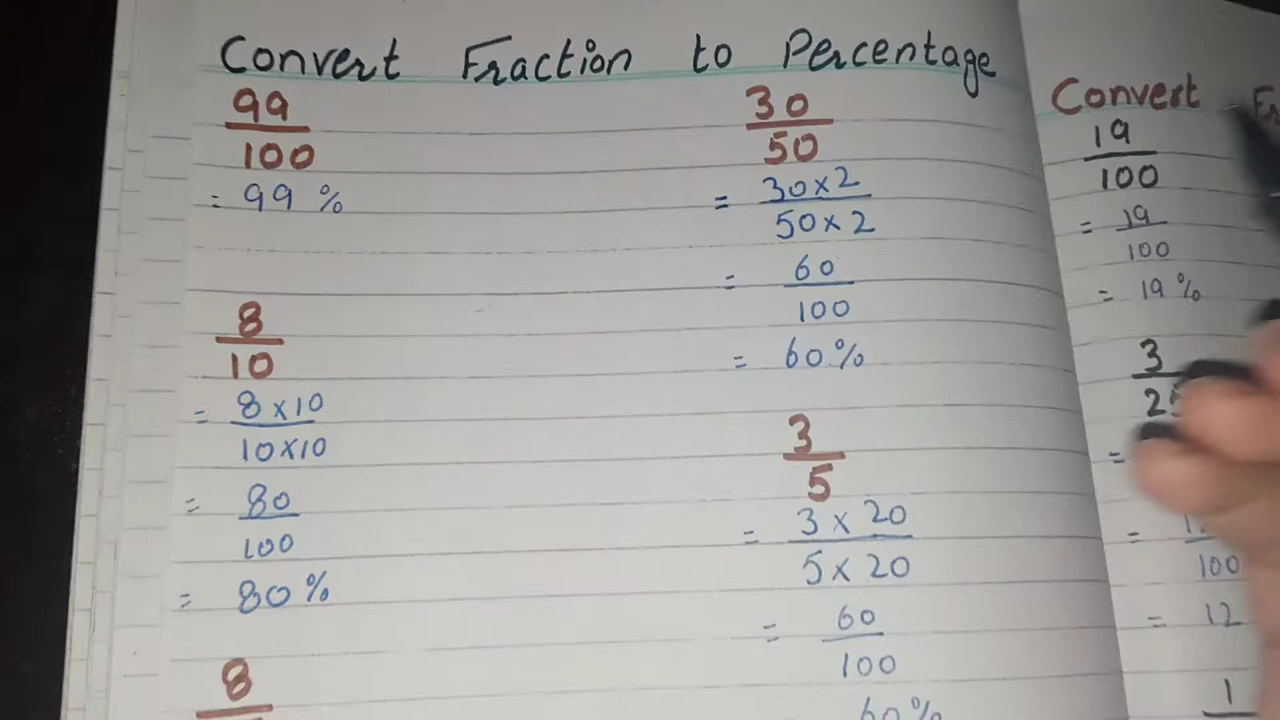 Convert Fraction to Percentage
99
100
= 99 %
8
10
= 8 x 10
10 x 10
= 80
100
= 80 %
8
30
50
= 30 x 2
50 x 2
= 60
100
= 60 %
3
5
= 3 x 20
5 x 20
= 60
100
60 %
Convert
19
100
= 19
100
= 19 %
3
=
=
100
= 12
1